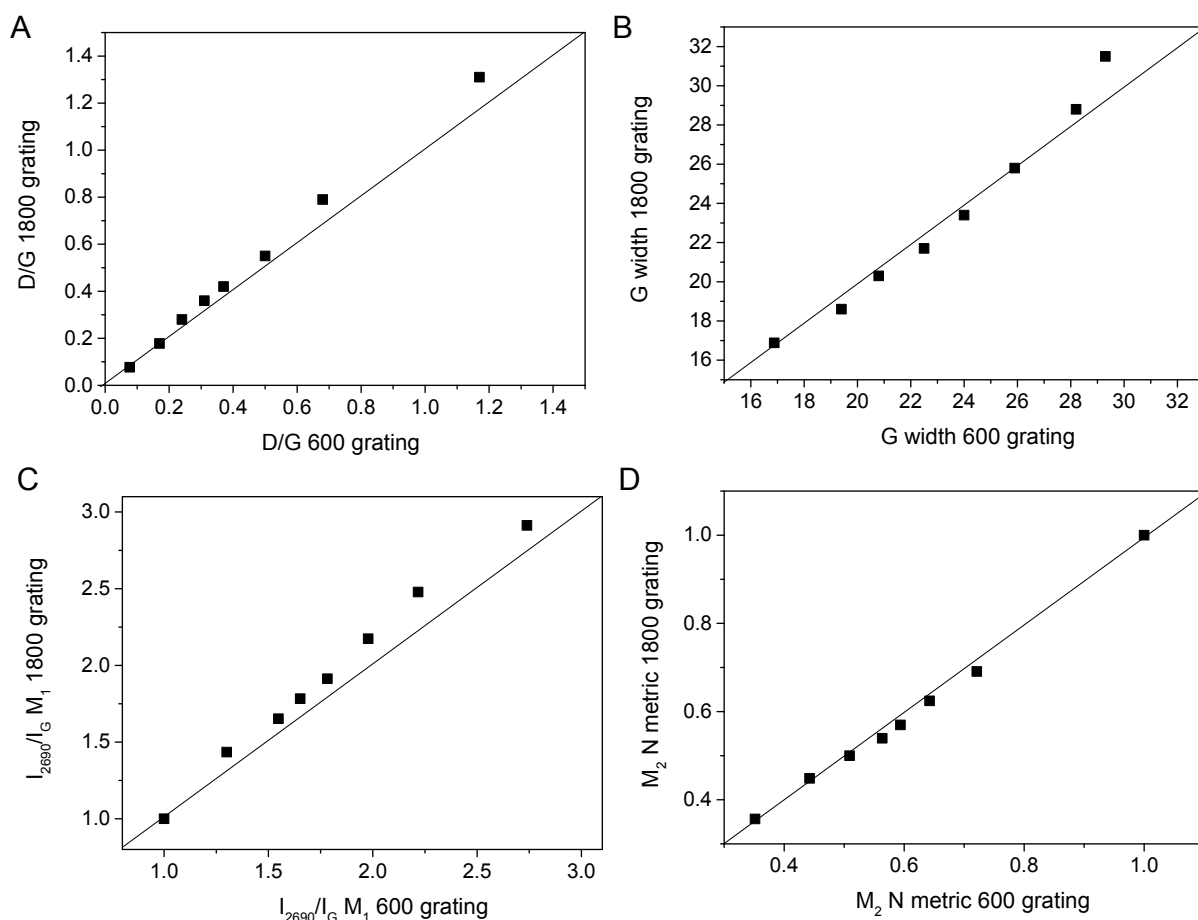 A
D/G 1800 grating
1.4
1.2
1.0
0.8
0.6
0.4
0.2
0.0
0.0 0.2 0.4 0.6 0.8 1.0 1.2 1.4
D/G 600 grating
B
G width 1800 grating
32
30
28
26
24
22
20
18
16
16 18 20 22 24 26 28 30 32
G width 600 grating
C
I₂₆₉₀/I_G M₁ 1800 grating
3.0
2.5
2.0
1.5
1.0
1.0 1.5 2.0 2.5 3.0
I₂₆₉₀/I_G M₁ 600 grating
D
M₂ N metric 1800 grating
1.0
0.8
0.6
0.4
0.4 0.6 0.8 1.0
M₂ N metric 600 grating